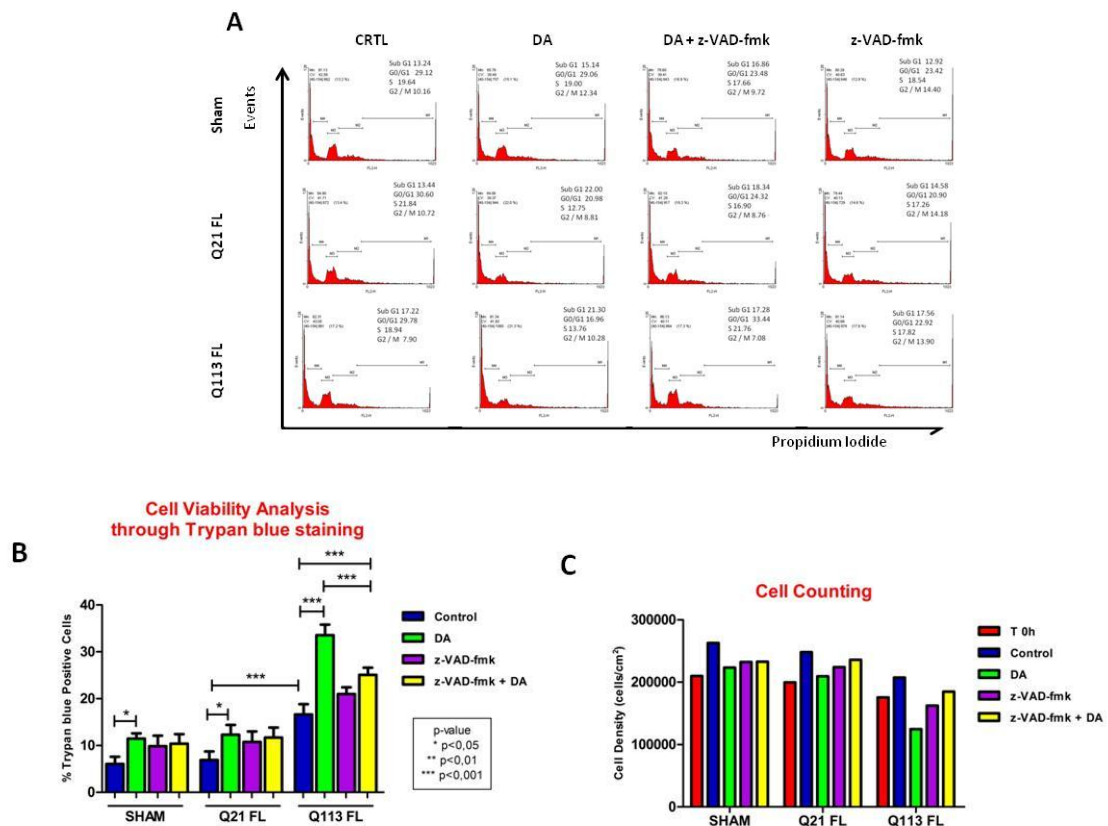 A
CRTL
DA
DA + z-VAD-fmk
z-VAD-fmk
Events
Sham
Sub G1 13.24
G0/G1 29.12
S 19.64
G2 / M 10.16
Sub G1 15.14
G0/G1 29.06
S 19.00
G2 / M 12.34
Sub G1 16.86
G0/G1 23.48
S 17.66
G2 / M 9.72
Sub G1 12.92
G0/G1 23.42
S 18.54
G2 / M 14.40
Q21 FL
Sub G1 13.44
G0/G1 30.60
S 21.84
G2 / M 10.72
Sub G1 22.00
G0/G1 20.98
S 12.75
G2 / M 8.81
Sub G1 18.34
G0/G1 24.32
S 16.90
G2 / M 8.76
Sub G1 14.58
G0/G1 20.90
S 17.26
G2 / M 14.18
Q113 FL
Sub G1 17.22
G0/G1 29.78
S 18.94
G2 / M 7.90
Sub G1 21.30
G0/G1 16.96
S 13.76
G2 / M 10.28
Sub G1 17.28
G0/G1 33.44
S 21.76
G2 / M 7.08
Sub G1 17.56
G0/G1 22.92
S 17.82
G2 / M 13.90
Propidium Iodide
B
Cell Viability Analysis
through Trypan blue staining
% Trypan blue Positive Cells
40
30
20
10
0
*
*
***
***
***
***
SHAM
Q21 FL
Q113 FL
Control
DA
z-VAD-fmk
z-VAD-fmk + DA
p-value
* p<0,05
** p<0,01
*** p<0,001
C
Cell Counting
Cell Density (cells/cm²)
300000
200000
100000
0
SHAM
Q21 FL
Q113 FL
T 0h
Control
DA
z-VAD-fmk
z-VAD-fmk + DA